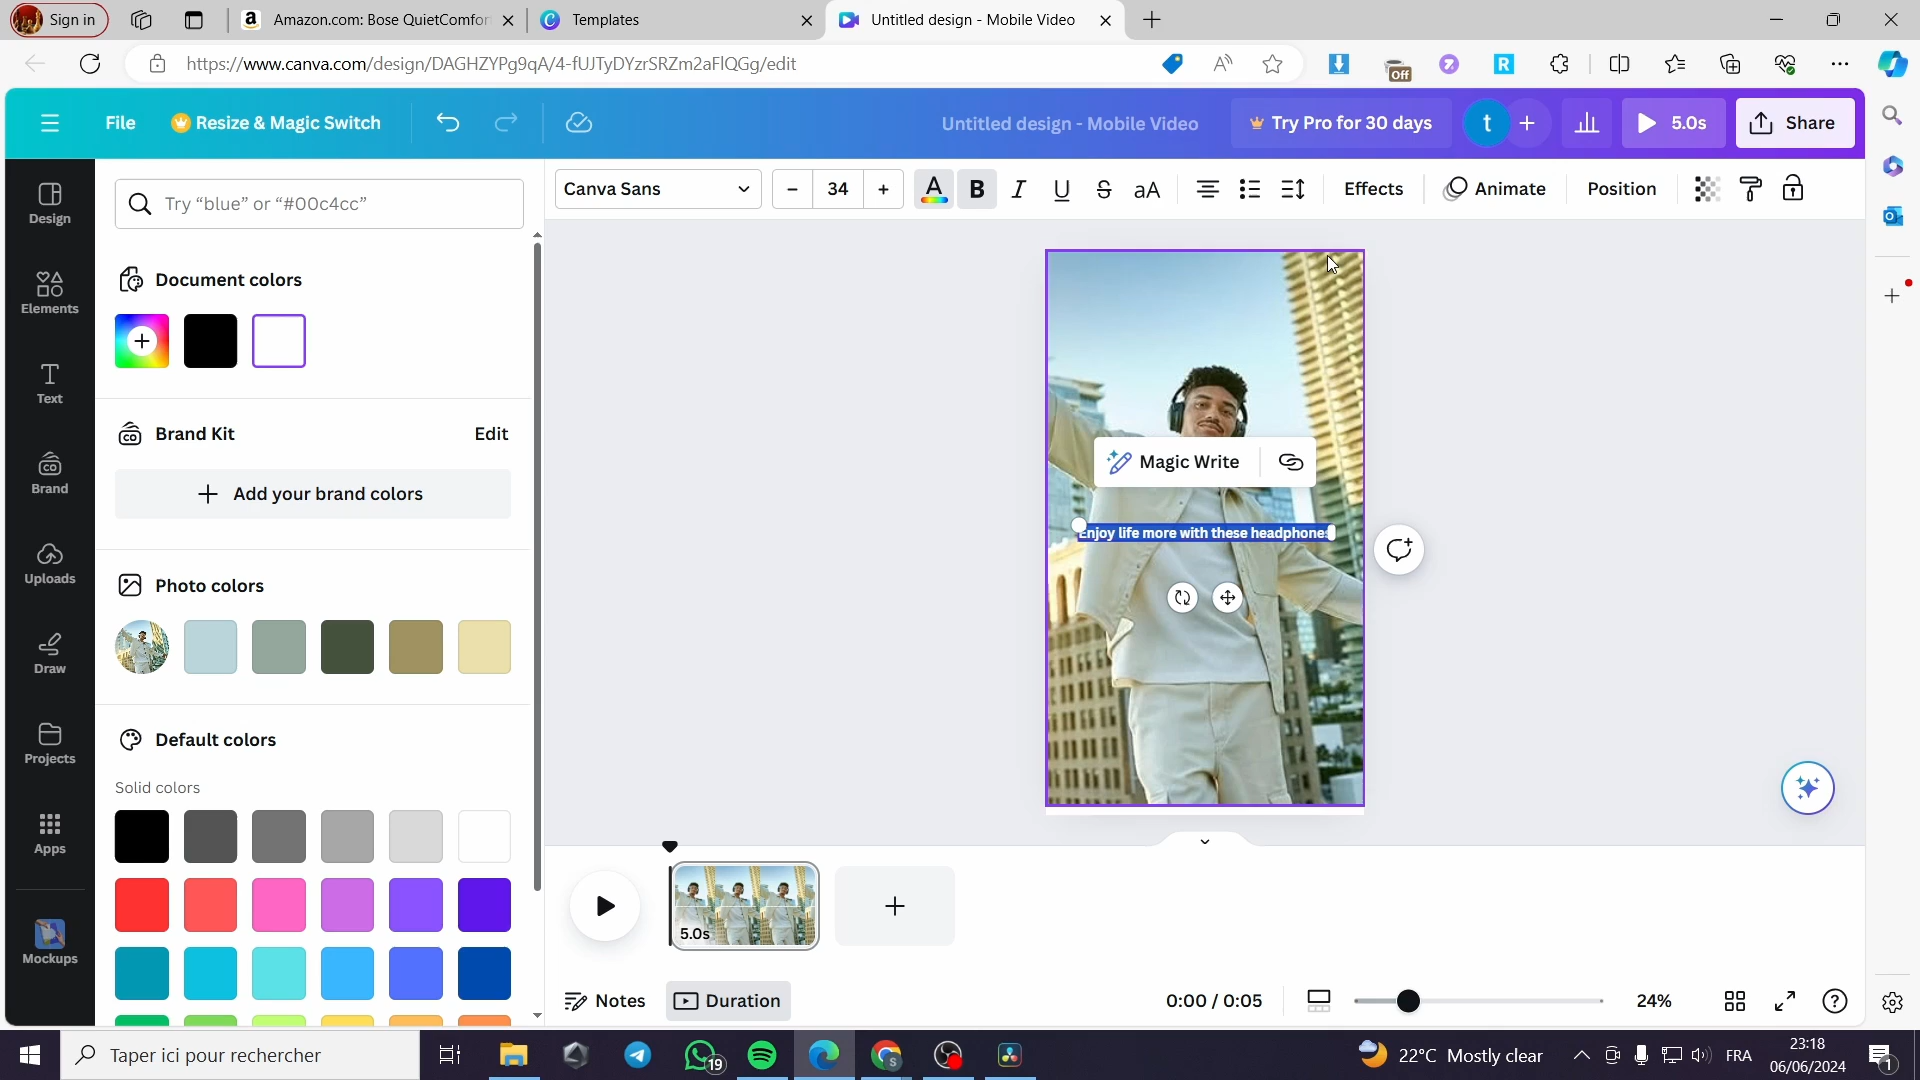 Sign in
Amazon.com: Bose QuietComfor
Templates
Untitled design - Mobile Video
https://www.canva.com/design/DAGHZYPg9qA/4-fUJTyDYzrSRZm2aFlQGg/edit
Off
File
Resize & Magic Switch
Untitled design - Mobile Video
Try Pro for 30 days
t
5.0s
Share
Canva Sans
34
A
B
I
U
S
aA
Effects
Animate
Position
Design
Elements
Text
Brand
Uploads
Draw
Projects
Apps
Mockups
Try “blue” or “#00c4cc”
Document colors
Brand Kit
Edit
Add your brand colors
Photo colors
Default colors
Solid colors
Magic Write
Enjoy life more with these headphones
5.0s
Notes
Duration
0:00 / 0:05
24%
Taper ici pour rechercher
19
22°C Mostly clear
FRA
23:18
06/06/2024
1